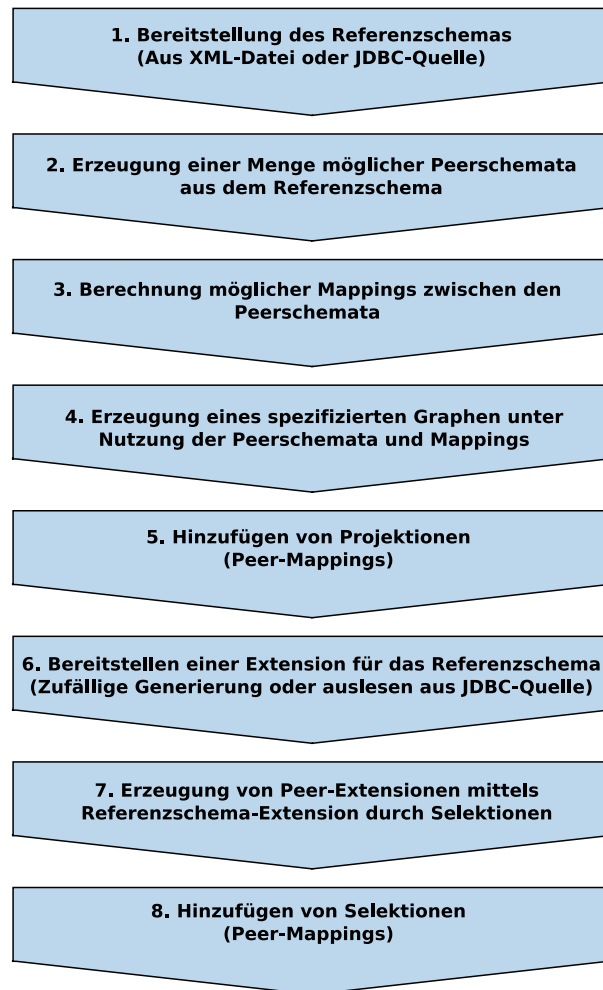 1. Bereitstellung des Referenzschemas
(Aus XML-Datei oder JDBC-Quelle)
2. Erzeugung einer Menge möglicher Peerschemata
aus dem Referenzschema
3. Berechnung möglicher Mappings zwischen den
Peerschemata
4. Erzeugung eines spezifizierten Graphen unter
Nutzung der Peerschemata und Mappings
5. Hinzufügen von Projektionen
(Peer-Mappings)
6. Bereitstellen einer Extension für das Referenzschema
(Zufällige Generierung oder auslesen aus JDBC-Quelle)
7. Erzeugung von Peer-Extensionen mittels
Referenzschema-Extension durch Selektionen
8. Hinzufügen von Selektionen
(Peer-Mappings)